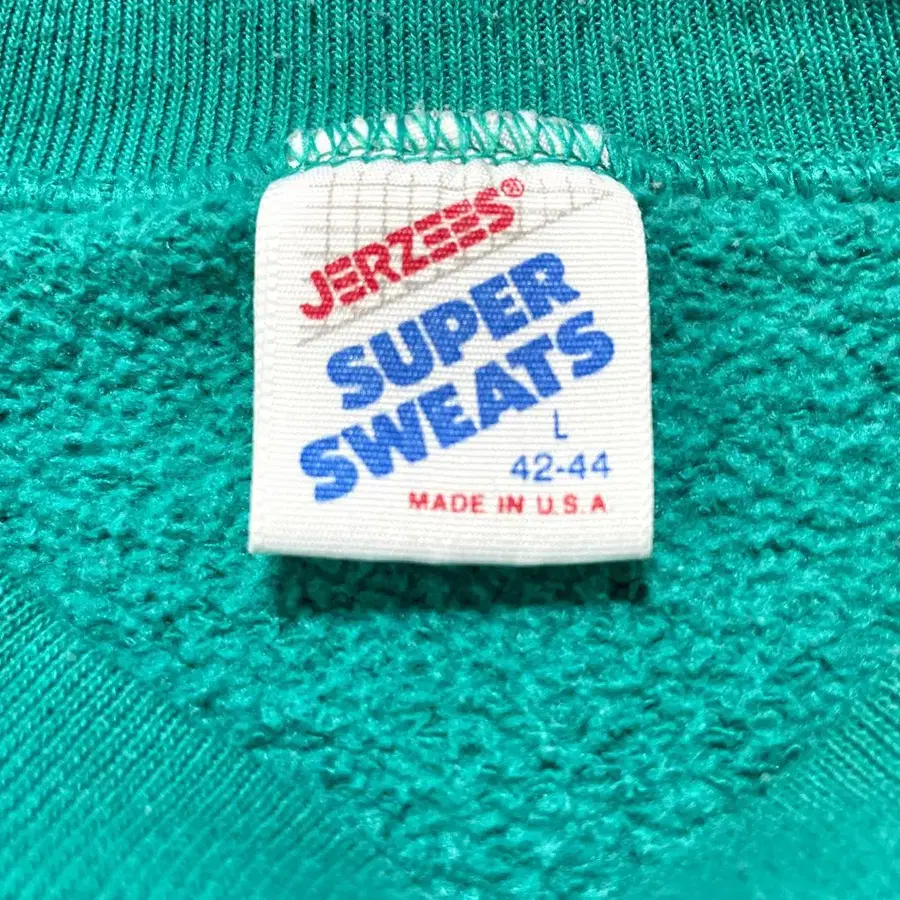 JERZEES®
SUPER
SWEATS
L
42-44
MADE IN U.S.A